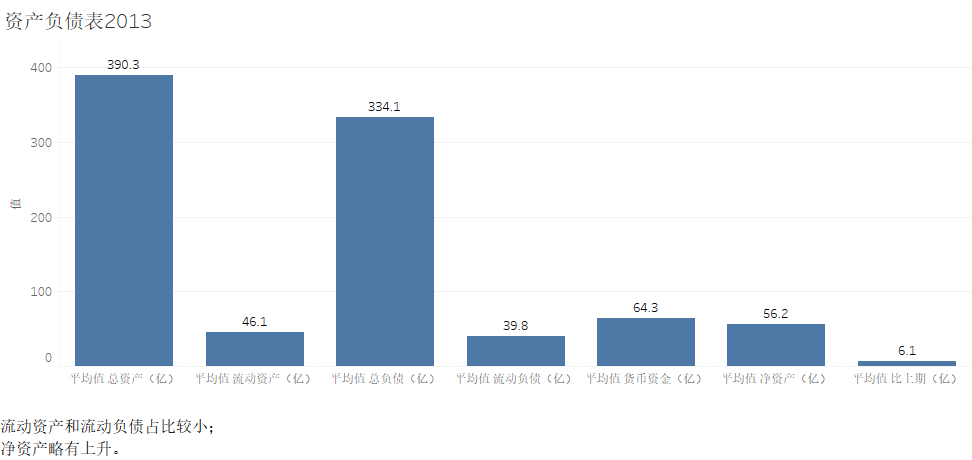 资产负债表2013
400
300
200
100
0
值
390.3
46.1
334.1
39.8
64.3
56.2
6.1
平均值 总资产（亿）
平均值 流动资产（亿）
平均值 总负债（亿）
平均值 流动负债（亿）
平均值 货币资金（亿）
平均值 净资产（亿）
平均值 比上期（亿）
流动资产和流动负债占比较小；
净资产略有上升。